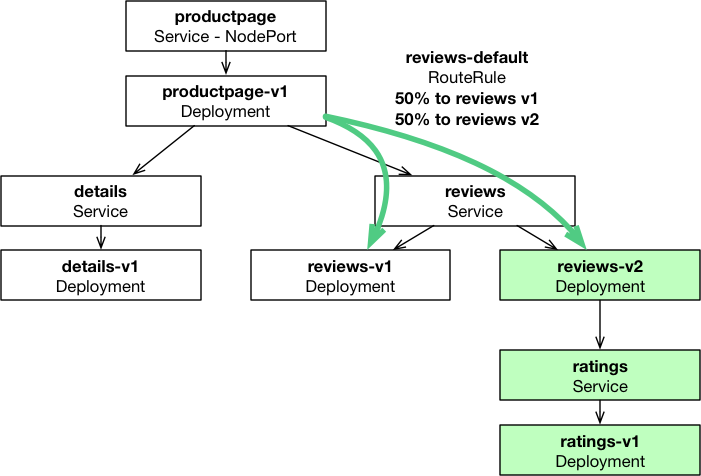 productpage
Service - NodePort
reviews-default
RouteRule
50% to reviews v1
50% to reviews v2
productpage-v1
Deployment
details
Service
reviews
Service
details-v1
Deployment
reviews-v1
Deployment
reviews-v2
Deployment
ratings
Service
ratings-v1
Deployment